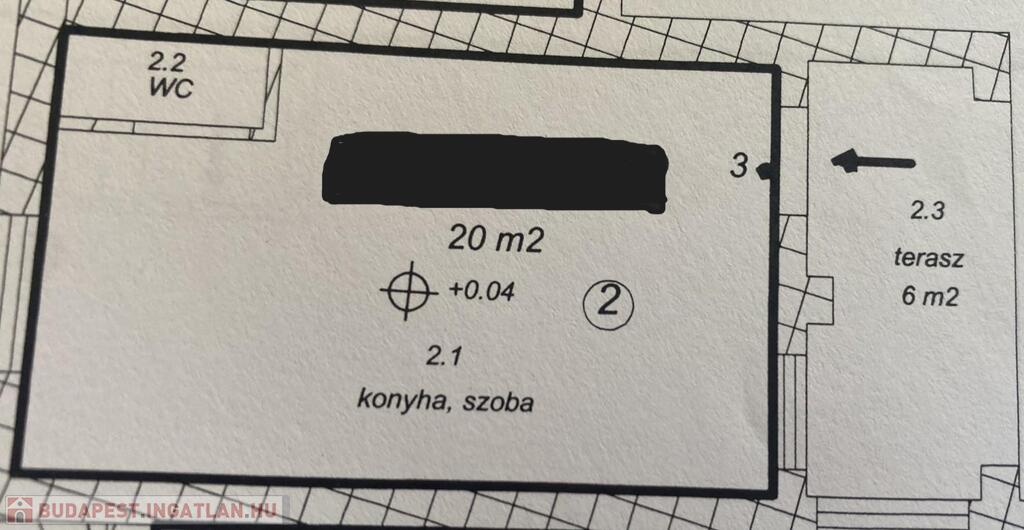 2.2
WC
3
20 m2
+0.04
2
2.1
konyha, szoba
2.3
terasz
6 m2
BUDAPEST.INGATLAN.HU